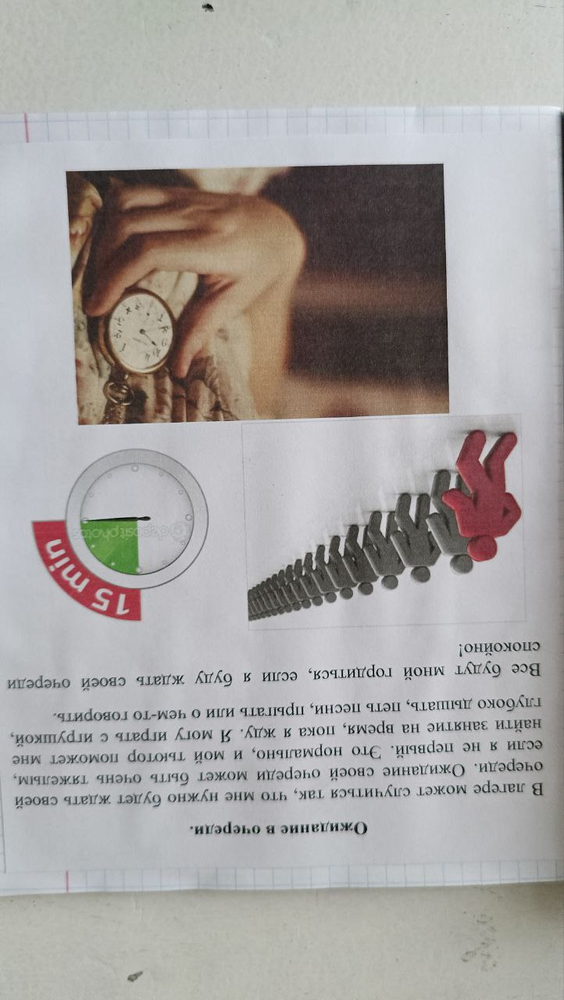 Ожидание в очереди.
В лагере может случиться так, что мне нужно будет ждать своей
очереди. Ожидание своей очереди может быть очень тяжелым,
если я не первый. Это нормально, и мой тьютор поможет мне
найти занятие на время, пока я жду. Я могу играть с игрушкой,
глубоко дышать, петь песни, прыгать или о чем-то говорить.
Все будут мной гордиться, если я буду ждать своей очереди
спокойно!
15 min
depositphotos